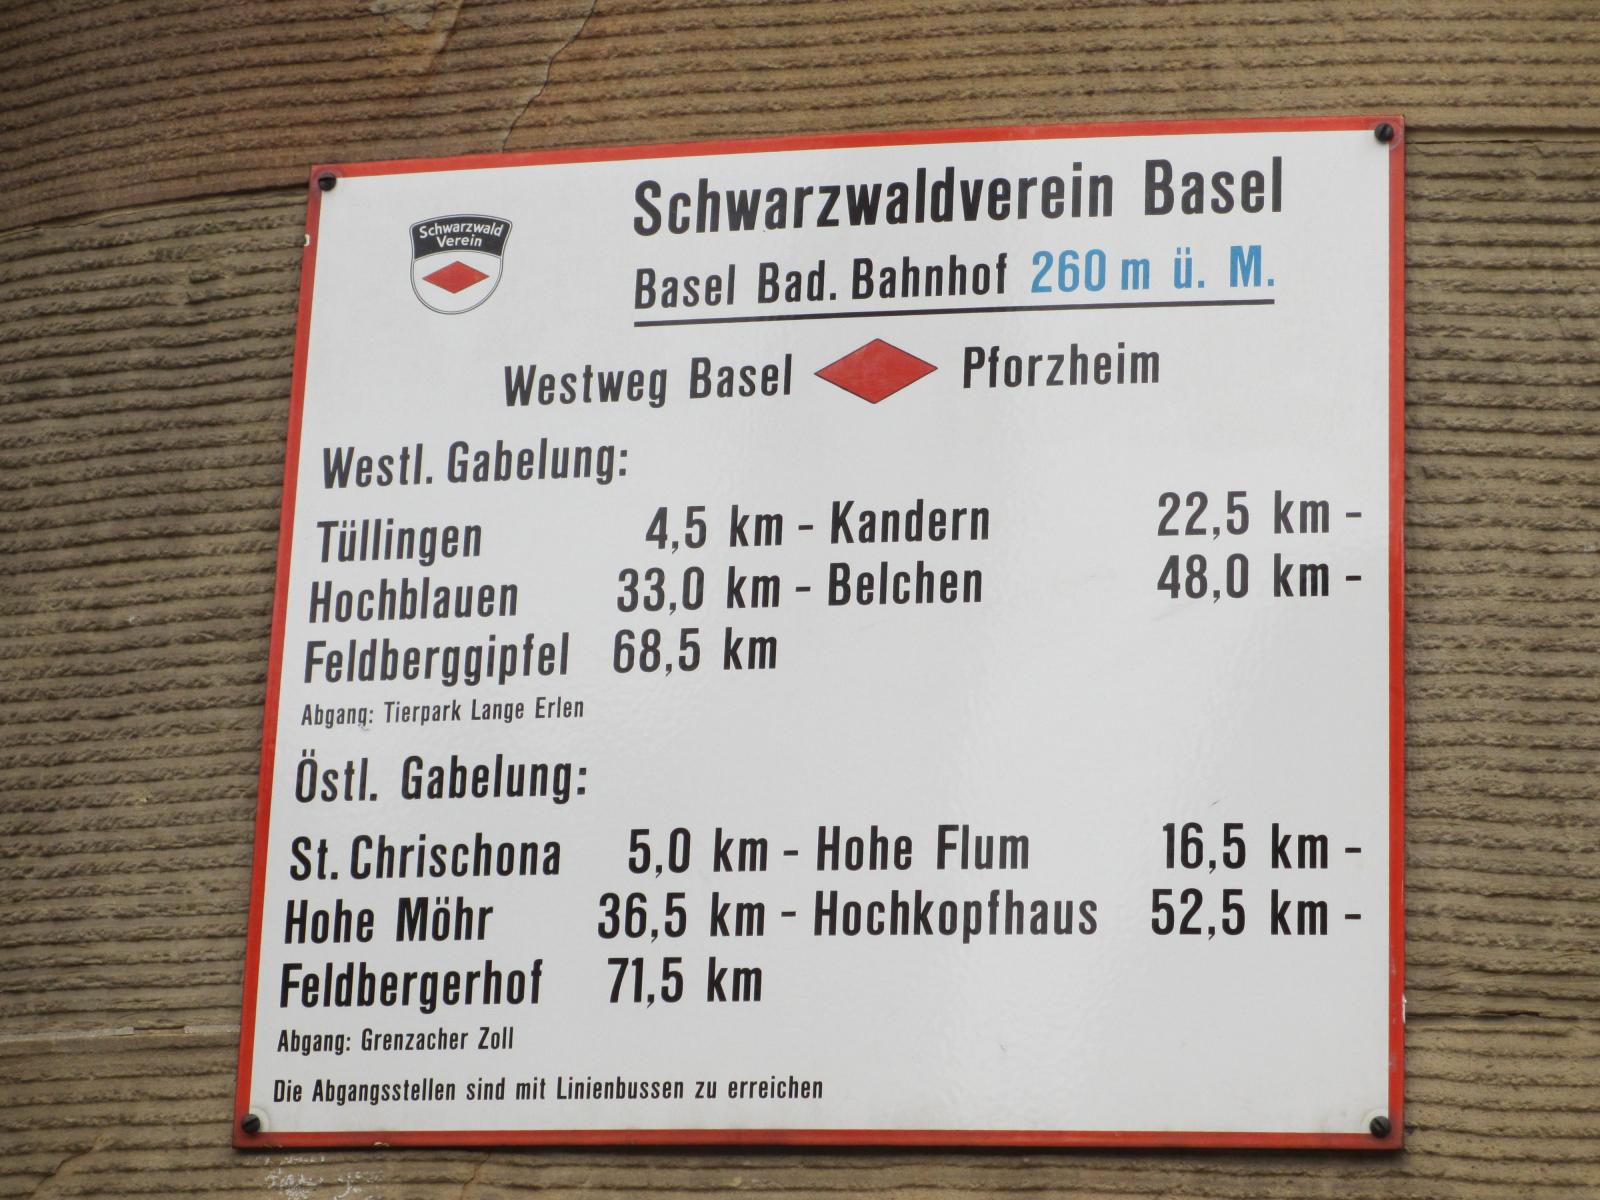 Schwarzwald
Verein
Schwarzwaldverein Basel
Basel Bad. Bahnhof 260 m ü. M.
Westweg Basel Pforzheim
Westl. Gabelung:
Tüllingen 4,5 km - Kandern 22,5 km -
Hochblauen 33,0 km - Belchen 48,0 km -
Feldberggipfel 68,5 km
Abgang: Tierpark Lange Erlen
Östl. Gabelung:
St. Chrischona 5,0 km - Hohe Flum 16,5 km -
Hohe Möhr 36,5 km - Hochkopfhaus 52,5 km -
Feldbergerhof 71,5 km
Abgang: Grenzacher Zoll
Die Abgangsstellen sind mit Linienbussen zu erreichen